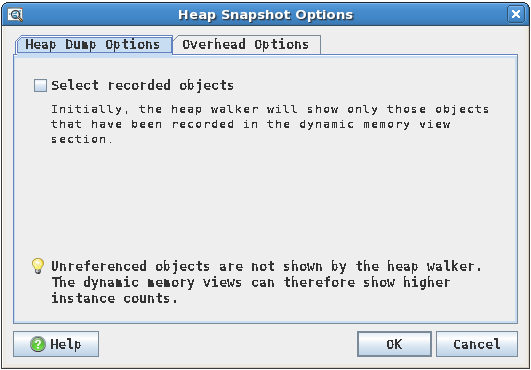 Heap Snapshot Options
Heap Dump Options
Overhead Options
Select recorded objects
Initially, the heap walker will show only those objects
that have been recorded in the dynamic memory view
section.
Unreferenced objects are not shown by the heap walker.
The dynamic memory views can therefore show higher
instance counts.
Help
OK
Cancel